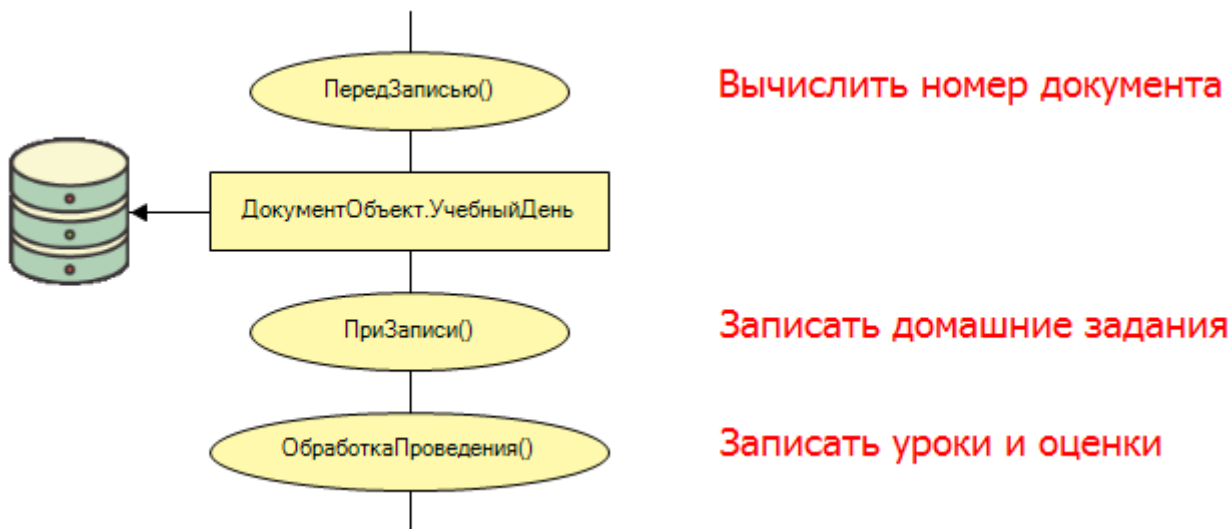 ПередЗаписью()
Вычислить номер документа
ДокументОбъект.УчебныйДень
ПриЗаписи()
Записать домашние задания
ОбработкаПроведения()
Записать уроки и оценки